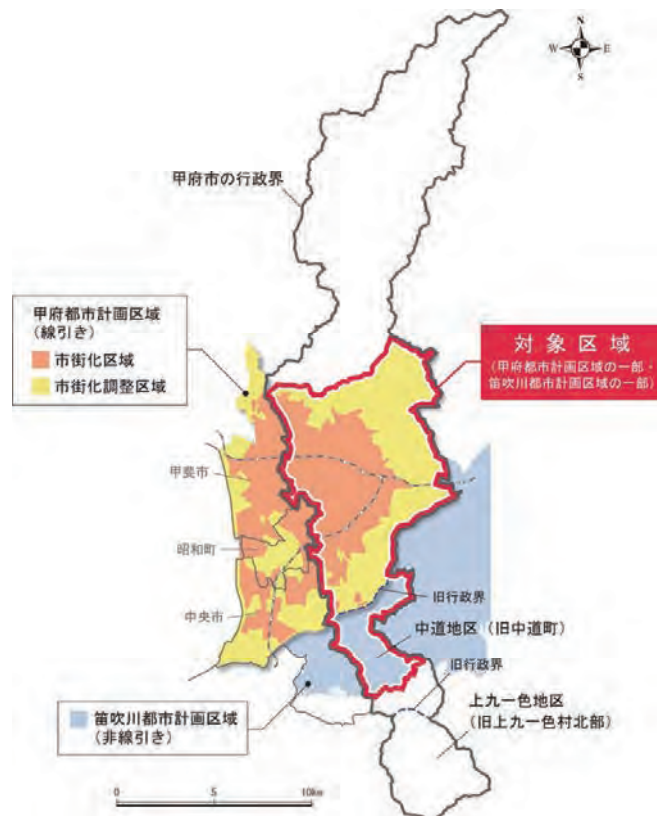 N
W E
S
甲府市の行政界
甲府都市計画区域
(線引き)
市街化区域
市街化調整区域
対象区域
(甲府都市計画区域の一部・
笛吹川都市計画区域の一部)
甲斐市
昭和町
中央市
旧行政界
中道地区(旧中道町)
旧行政界
上九一色地区
(旧上九一色村北部)
笛吹川都市計画区域
(非線引き)
0 5 10km